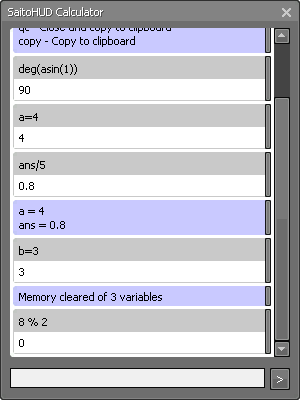 SaitoHUD Calculator
qc - Close and copy to clipboard
copy - Copy to clipboard
deg(asin(1))
90
a=4
4
ans/5
0.8
a = 4
ans = 0.8
b=3
3
Memory cleared of 3 variables
8 % 2
0
>